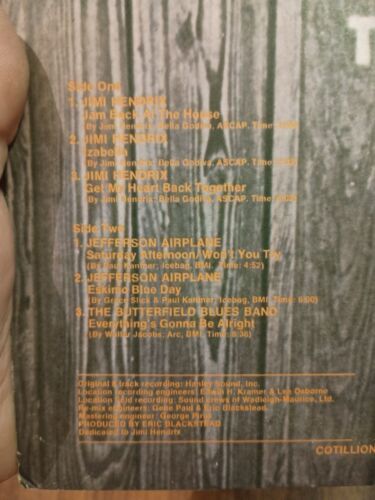 T
Side One
1. JIMI HENDRIX
Jam Back At The House
(By Jimi Hendrix; Bella Godiva, ASCAP. Time:
2. JIMI HENDRIX
Izabella
(By Jimi Hendrix; Bella Godiva, ASCAP. Time:
3. JIMI HENDRIX
Get My Heart Back Together
(By Jimi Hendrix; Bella Godiva, ASCAP. Time:
Side Two
1. JEFFERSON AIRPLANE
Saturday Afternoon/Won't You Try
(By Paul Kantner; Icebag, BMI. Time: 4:52)
2. JEFFERSON AIRPLANE
Eskimo Blue Day
(By Grace Slick & Paul Kantner; Icebag, BMI. Time: 6:00)
3. THE BUTTERFIELD BLUES BAND
Everything's Gonna Be Alright
(By Walter Jacobs; Arc, BMI. Time: 8:36)
Original 8 track recording: Hanley Sound, Inc.
Location recording engineers: Edwin H. Kramer & Lee Osborne
Location field recording: Sound crews of Wadleigh-Maurice, Ltd.
Re-mix engineers: Gene Paul & Eric Blackstead.
Mastering engineer: George Piros
PRODUCED BY ERIC BLACKSTEAD
Dedicated to Jimi Hendrix
COTILLION